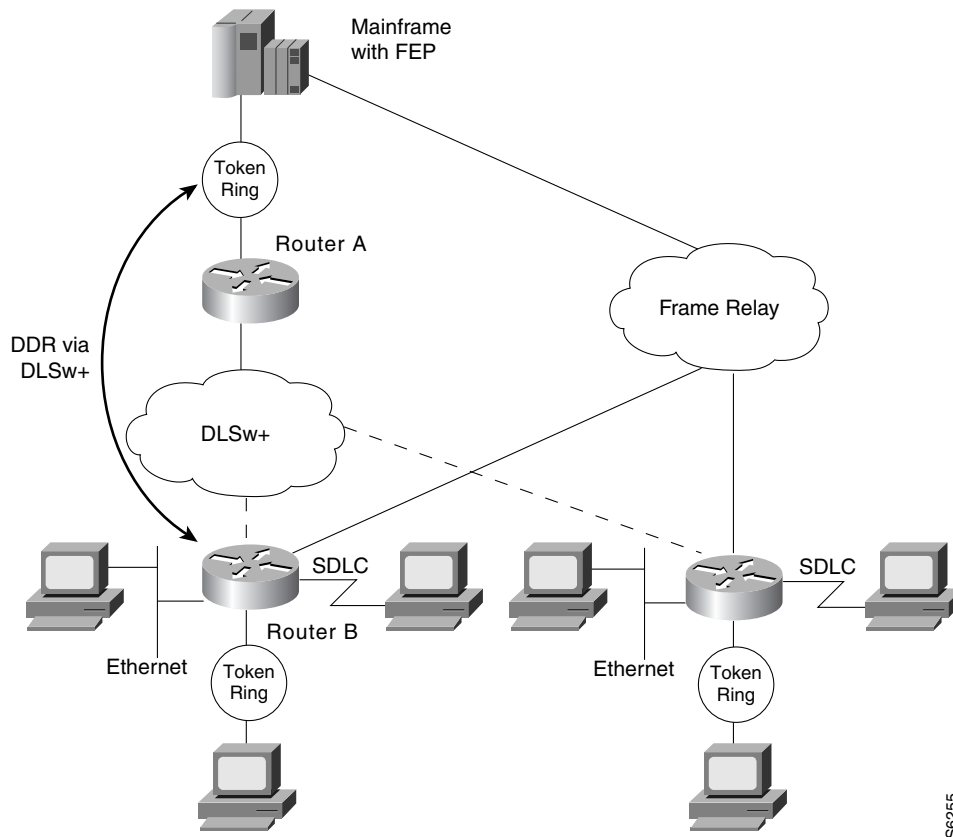 Mainframe
with FEP
Token
Ring
Router A
Frame Relay
DDR via
DLSw+
DLSw+
SDLC
SDLC
Router B
Ethernet
Ethernet
Token
Ring
Token
Ring
S6255